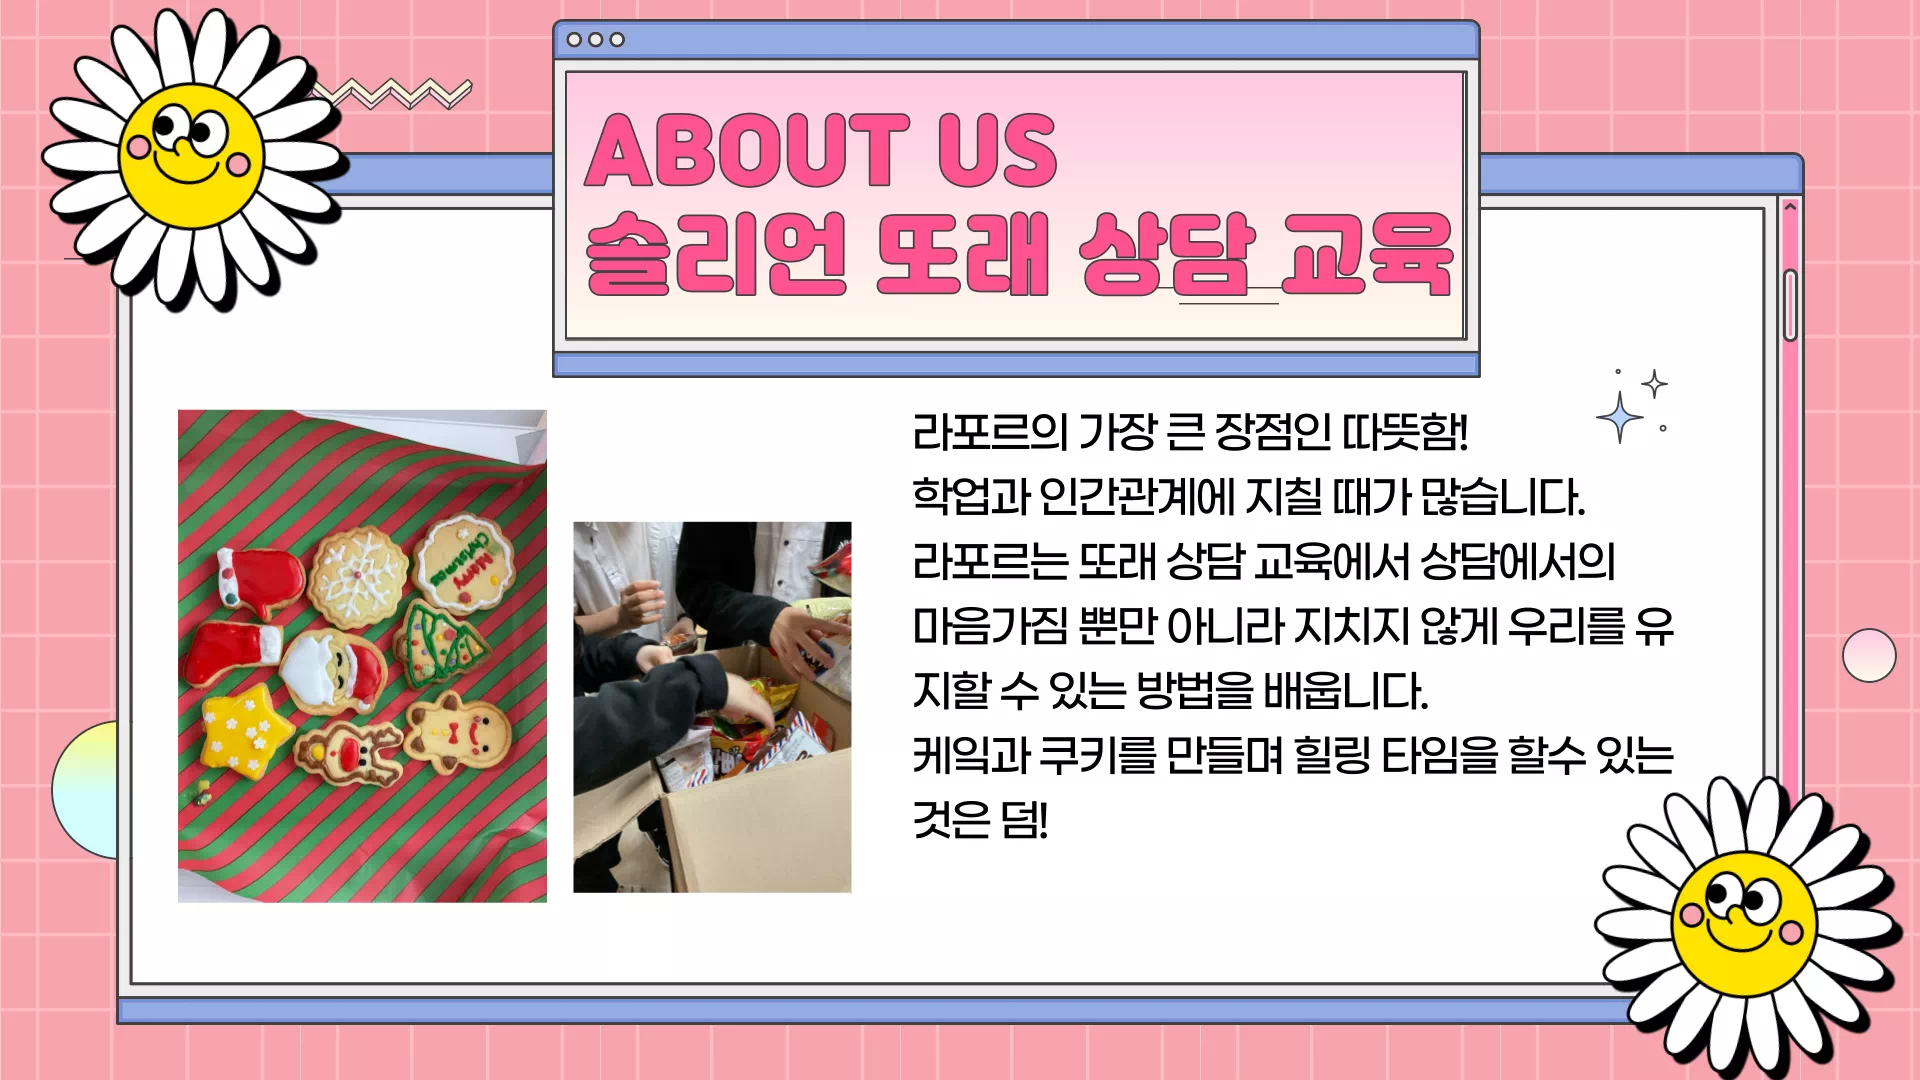 ABOUT US
솔리언 또래 상담 교육
라포르의 가장 큰 장점인 따뜻함!
학업과 인간관계에 지칠 때가 많습니다.
라포르는 또래 상담 교육에서 상담에서의
마음가짐 뿐만 아니라 지치지 않게 우리를 유
지할 수 있는 방법을 배웁니다.
케잌과 쿠키를 만들며 힐링 타임을 할수 있는
것은 덤!
Merry
Christmas